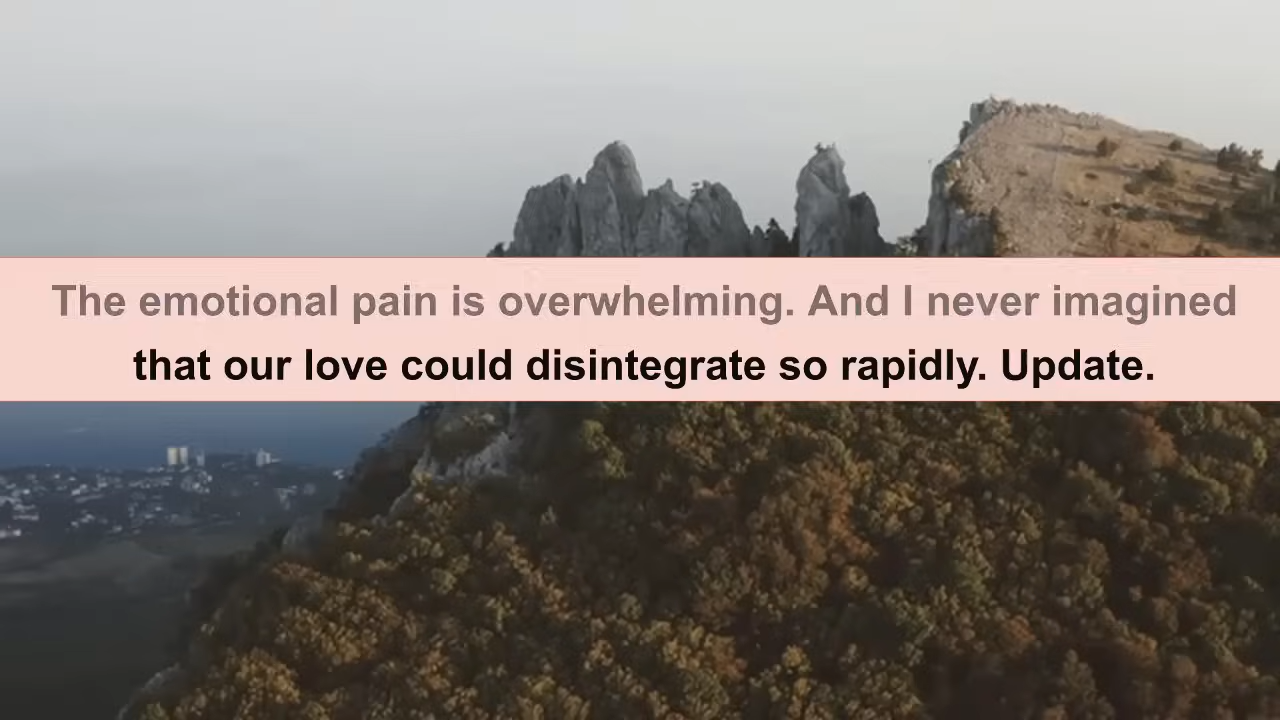 The emotional pain is overwhelming. And I never imagined
that our love could disintegrate so rapidly. Update.